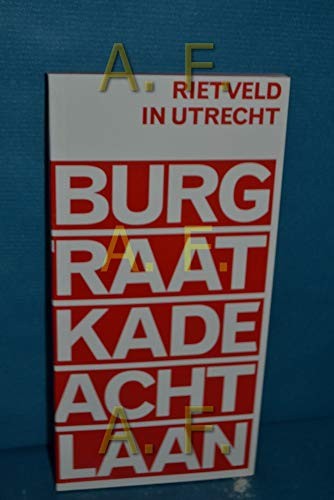 A. F.
RIETVELD
IN UTRECHT
BURG
'RAAT
A. F.
KADE
ACHT
A. F.
LAAN